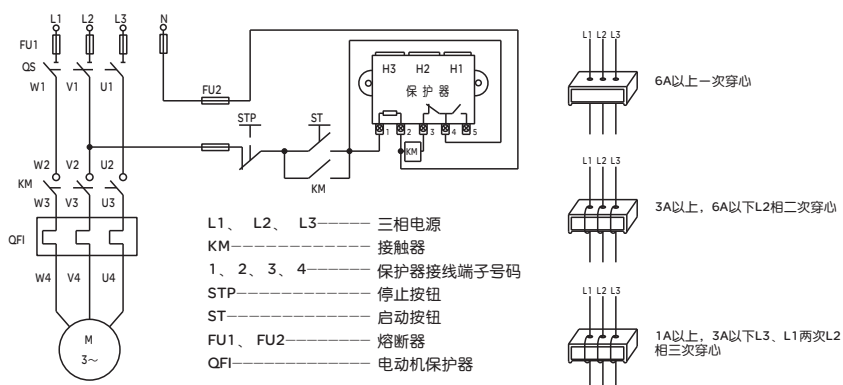 L1 L2 L3 N
FU1
QS
W1 V1 U1
FU2
STP ST
H3 H2 H1
保护器
1 2 3 4 5
KM
KM
W2 V2 U2
KM
W3 V3 U3
QFI
W4 V4 U4
M
3～
L1、 L2、 L3————— 三相电源
KM———————————— 接触器
1、2、3、4—————— 保护器接线端子号码
STP——————————— 停止按钮
ST———————————— 启动按钮
FU1、 FU2——————— 熔断器
QFI——————————— 电动机保护器
L1 L2 L3
6A以上一次穿心
L1 L2 L3
3A以上，6A以下L2相二次穿心
L1 L2 L3
1A以上，3A以下L3、L1两次L2
相三次穿心